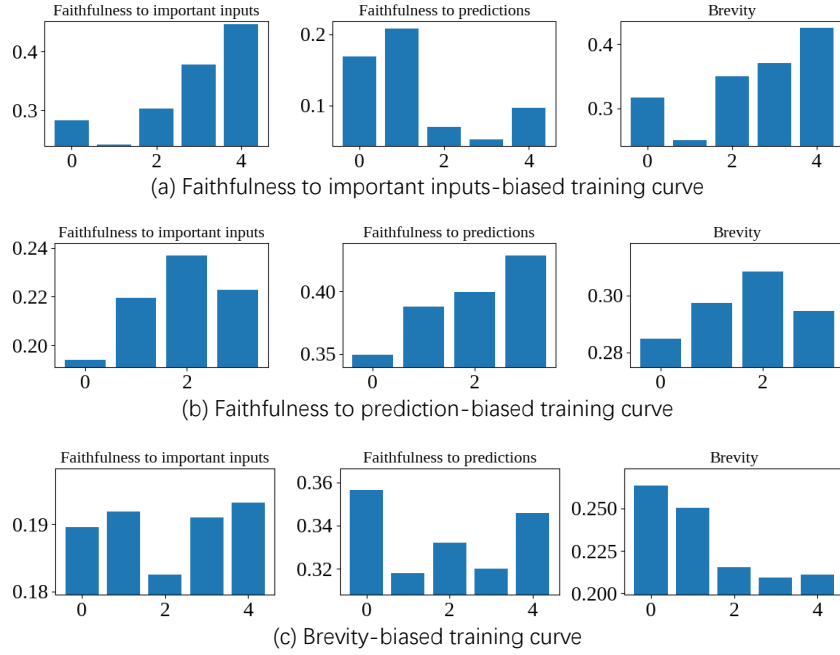 Faithfulness to important inputs
Faithfulness to predictions
Brevity
0.4
0.3
0 2 4
0.2
0.1
0 2 4
0.4
0.3
0 2 4
(a) Faithfulness to important inputs-biased training curve
Faithfulness to important inputs
Faithfulness to predictions
Brevity
0.24
0.22
0.20
0 2
0.40
0.35
0 2
0.30
0.28
0 2
(b) Faithfulness to prediction-biased training curve
Faithfulness to important inputs
Faithfulness to predictions
Brevity
0.19
0.18
0 2 4
0.36
0.34
0.32
0 2 4
0.250
0.225
0.200
0 2 4
(c) Brevity-biased training curve